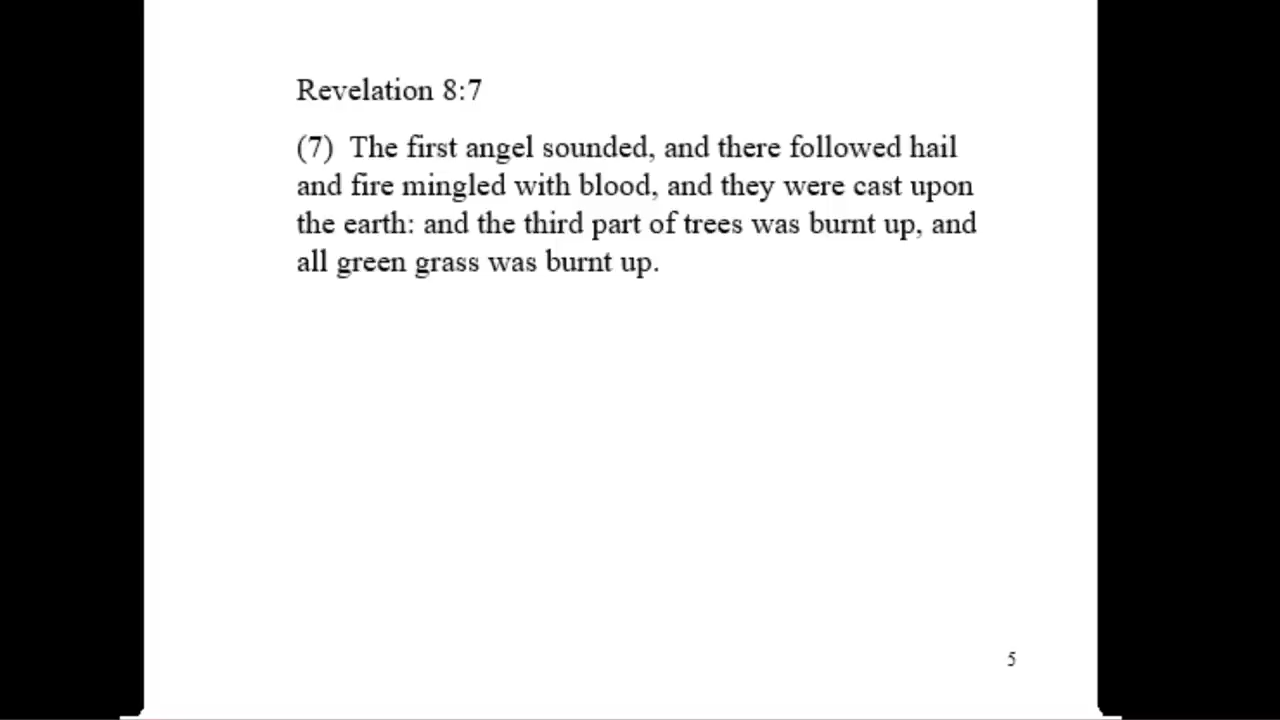 Revelation 8:7
(7) The first angel sounded, and there followed hail
and fire mingled with blood, and they were cast upon
the earth: and the third part of trees was burnt up, and
all green grass was burnt up.
5